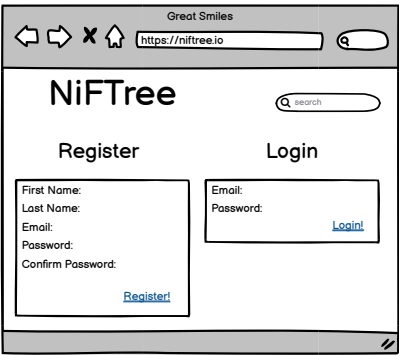 Great Smiles
https://niftree.io
NiFTree
search
Register
First Name:
Last Name:
Email:
Password:
Confirm Password:
Register!
Login
Email:
Password:
Login!